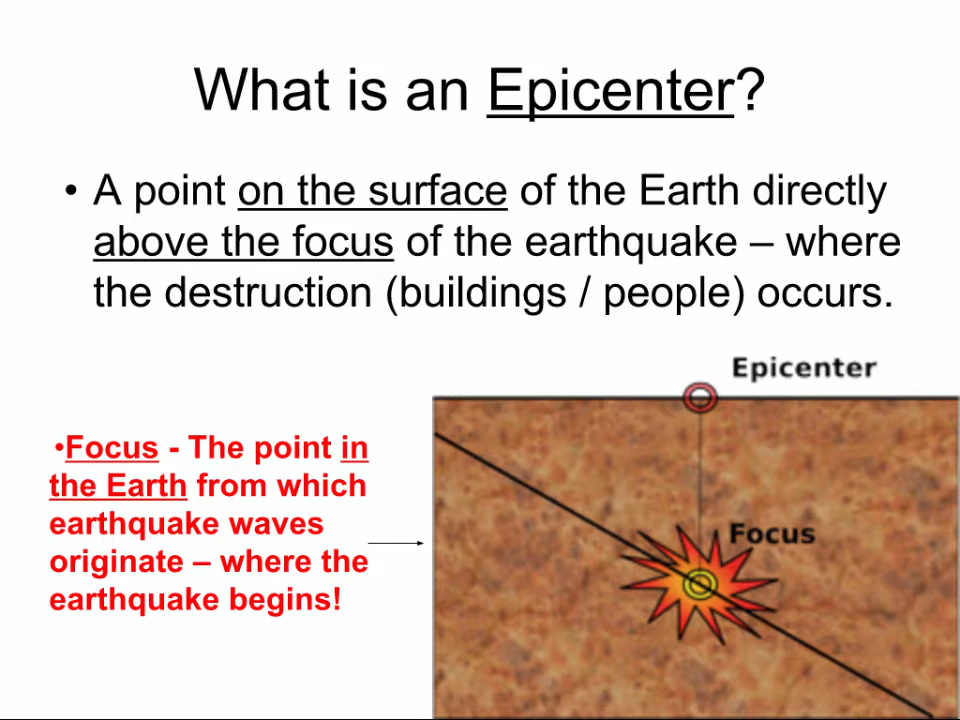 What is an Epicenter?
• A point on the surface of the Earth directly
above the focus of the earthquake – where
the destruction (buildings / people) occurs.
Epicenter
•Focus - The point in
the Earth from which
earthquake waves
originate – where the
earthquake begins!
Focus